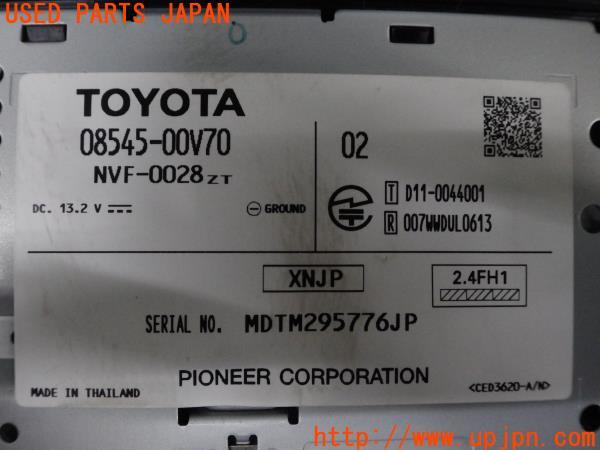 USED PARTS JAPAN
TOYOTA
08545-00V70
NVF-0028ZT
DC. 13.2 V
GROUND
02
T D11-0044001
R 007WWDUL0613
XNJP
2.4FH1
SERIAL NO. MDTM295776JP
PIONEER CORPORATION
MADE IN THAILAND
<CED3620-A/N>
http://www.upjpn.com